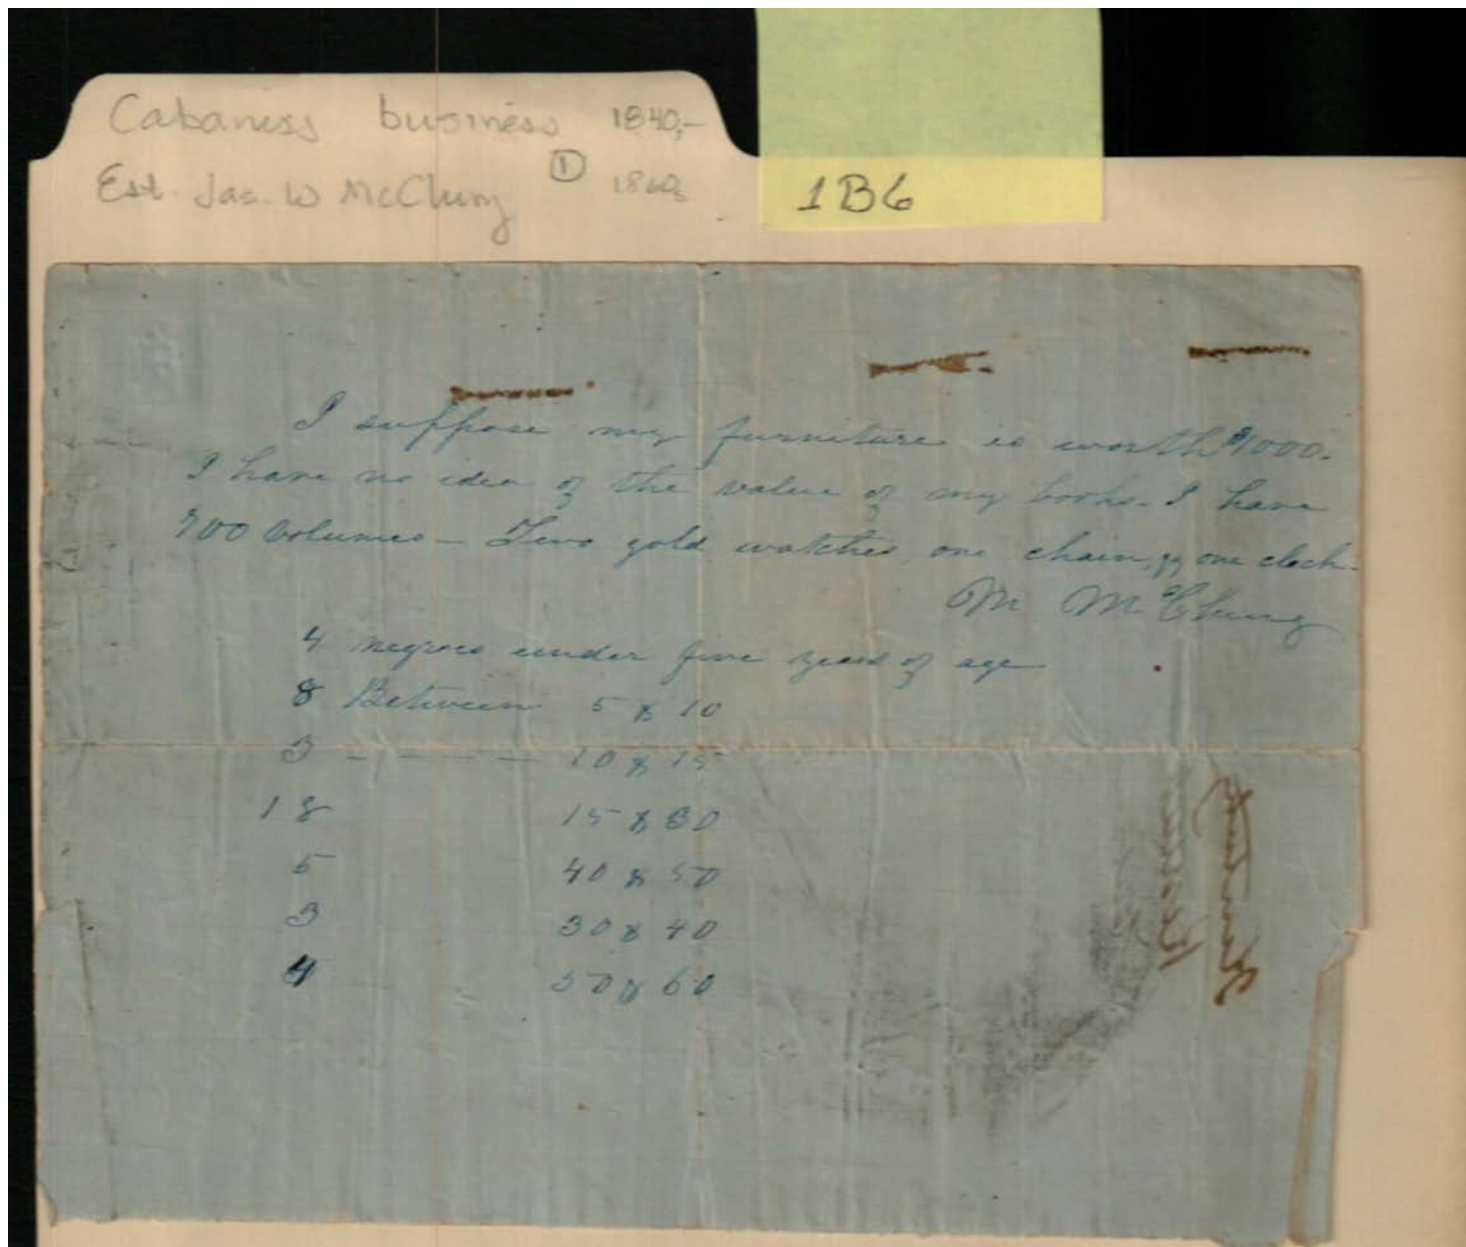 Cabaniss business 1840,-
Est. Jas. W McClung ① 1860s
1B6
I suppose my furniture is worth $1000.
I have no idea of the value of my books. I have
700 Volumes – Two gold watches, one chain, & one clock
M McClung
4 negroes under five years of age
8 Between 5 & 10
3 - - - - 10 & 15
18 15 & 30
5 40 & 50
3 30 & 40
4 50 & 60